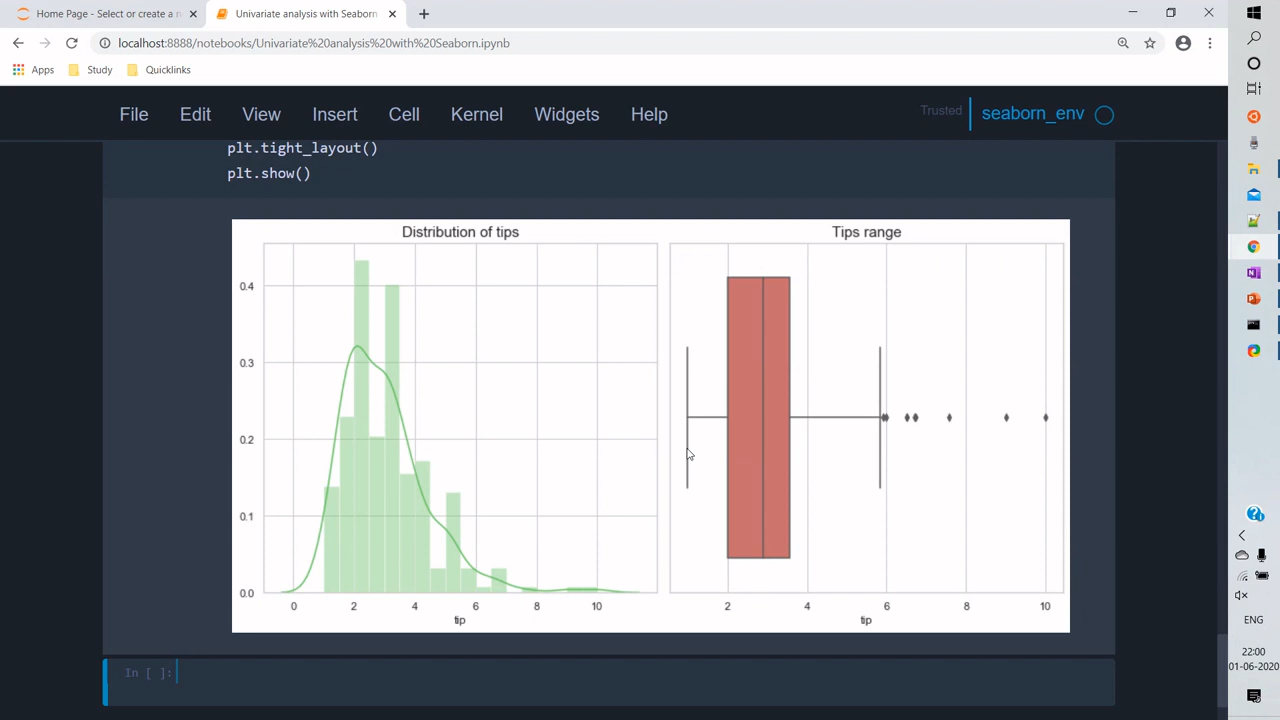 Home Page - Select or create a n
Univariate analysis with Seaborn
localhost:8888/notebooks/Univariate%20analysis%20with%20Seaborn.ipynb
Apps Study Quicklinks
File Edit View Insert Cell Kernel Widgets Help Trusted seaborn_env
plt.tight_layout()
plt.show()
Distribution of tips
0.4
0.3
0.2
0.1
0.0
0 2 4 6 8 10
tip
Tips range
2 4 6 8 10
tip
In [ ]:
ENG
22:00
01-06-2020